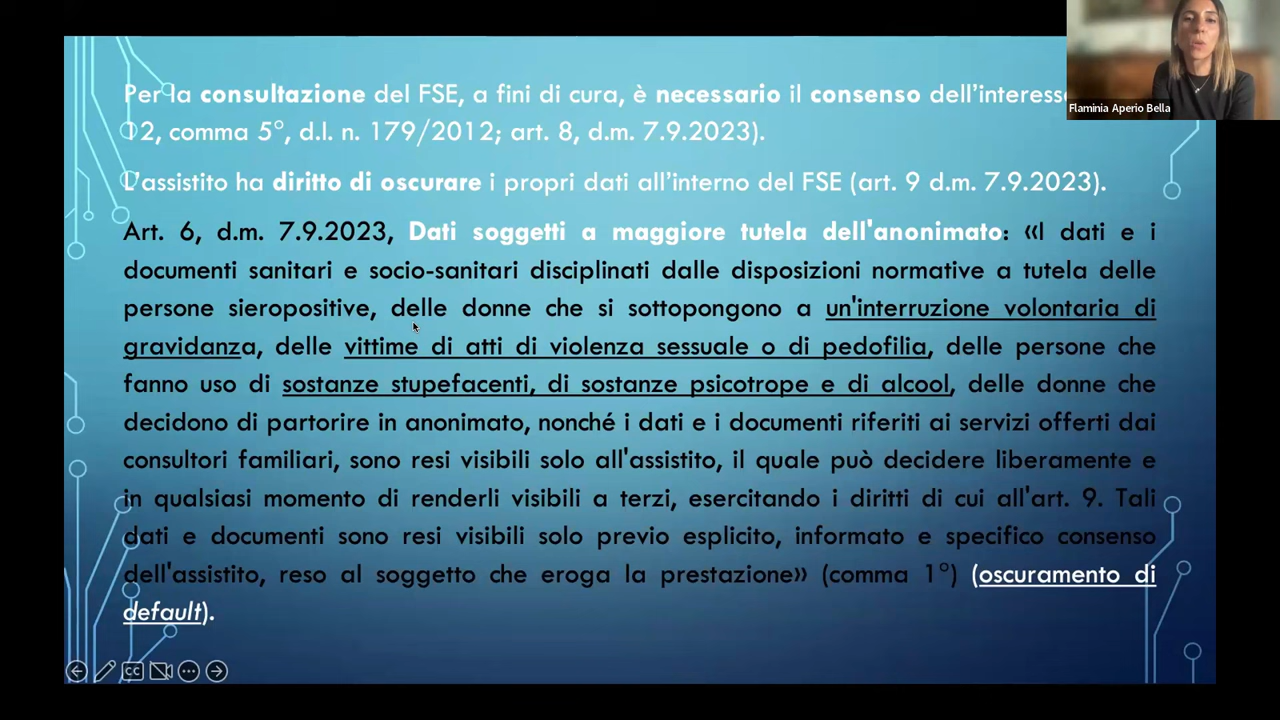 Per la consultazione del FSE, a fini di cura, è necessario il consenso dell'interess
12, comma 5°, d.l. n. 179/2012; art. 8, d.m. 7.9.2023).
L'assistito ha diritto di oscurare i propri dati all'interno del FSE (art. 9 d.m. 7.9.2023).
Art. 6, d.m. 7.9.2023, Dati soggetti a maggiore tutela dell'anonimato: «I dati e i
documenti sanitari e socio-sanitari disciplinati dalle disposizioni normative a tutela delle
persone sieropositive, delle donne che si sottopongono a un'interruzione volontaria di
gravidanza, delle vittime di atti di violenza sessuale o di pedofilia, delle persone che
fanno uso di sostanze stupefacenti, di sostanze psicotrope e di alcool, delle donne che
decidono di partorire in anonimato, nonché i dati e i documenti riferiti ai servizi offerti dai
consultori familiari, sono resi visibili solo all'assistito, il quale può decidere liberamente e
in qualsiasi momento di renderli visibili a terzi, esercitando i diritti di cui all'art. 9. Tali
dati e documenti sono resi visibili solo previo esplicito, informato e specifico consenso
dell'assistito, reso al soggetto che eroga la prestazione» (comma 1°) (oscuramento di
default).
Flaminia Aperio Bella
CC